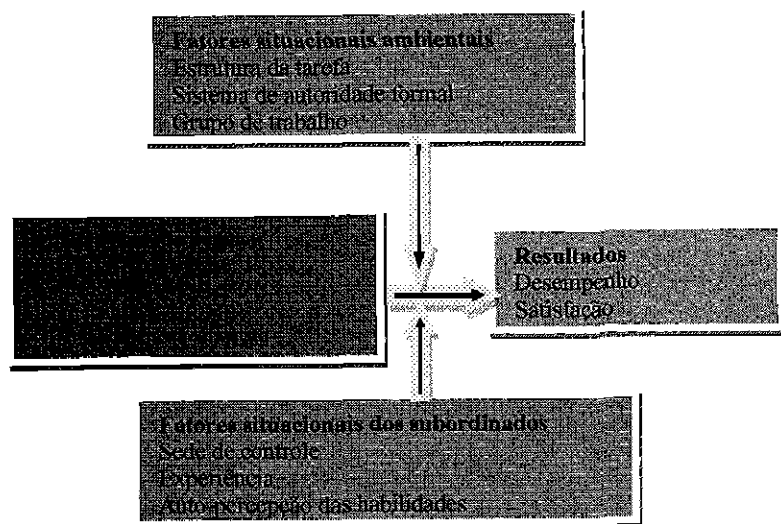 Fatores situacionais ambientais
Estrutura da tarefa
Sistema de autoridade formal
Grupo de trabalho
Resultados
Desempenho
Satisfação
Fatores situacionais dos subordinados
Sede de controle
Experiência
Auto-percepção das habilidades